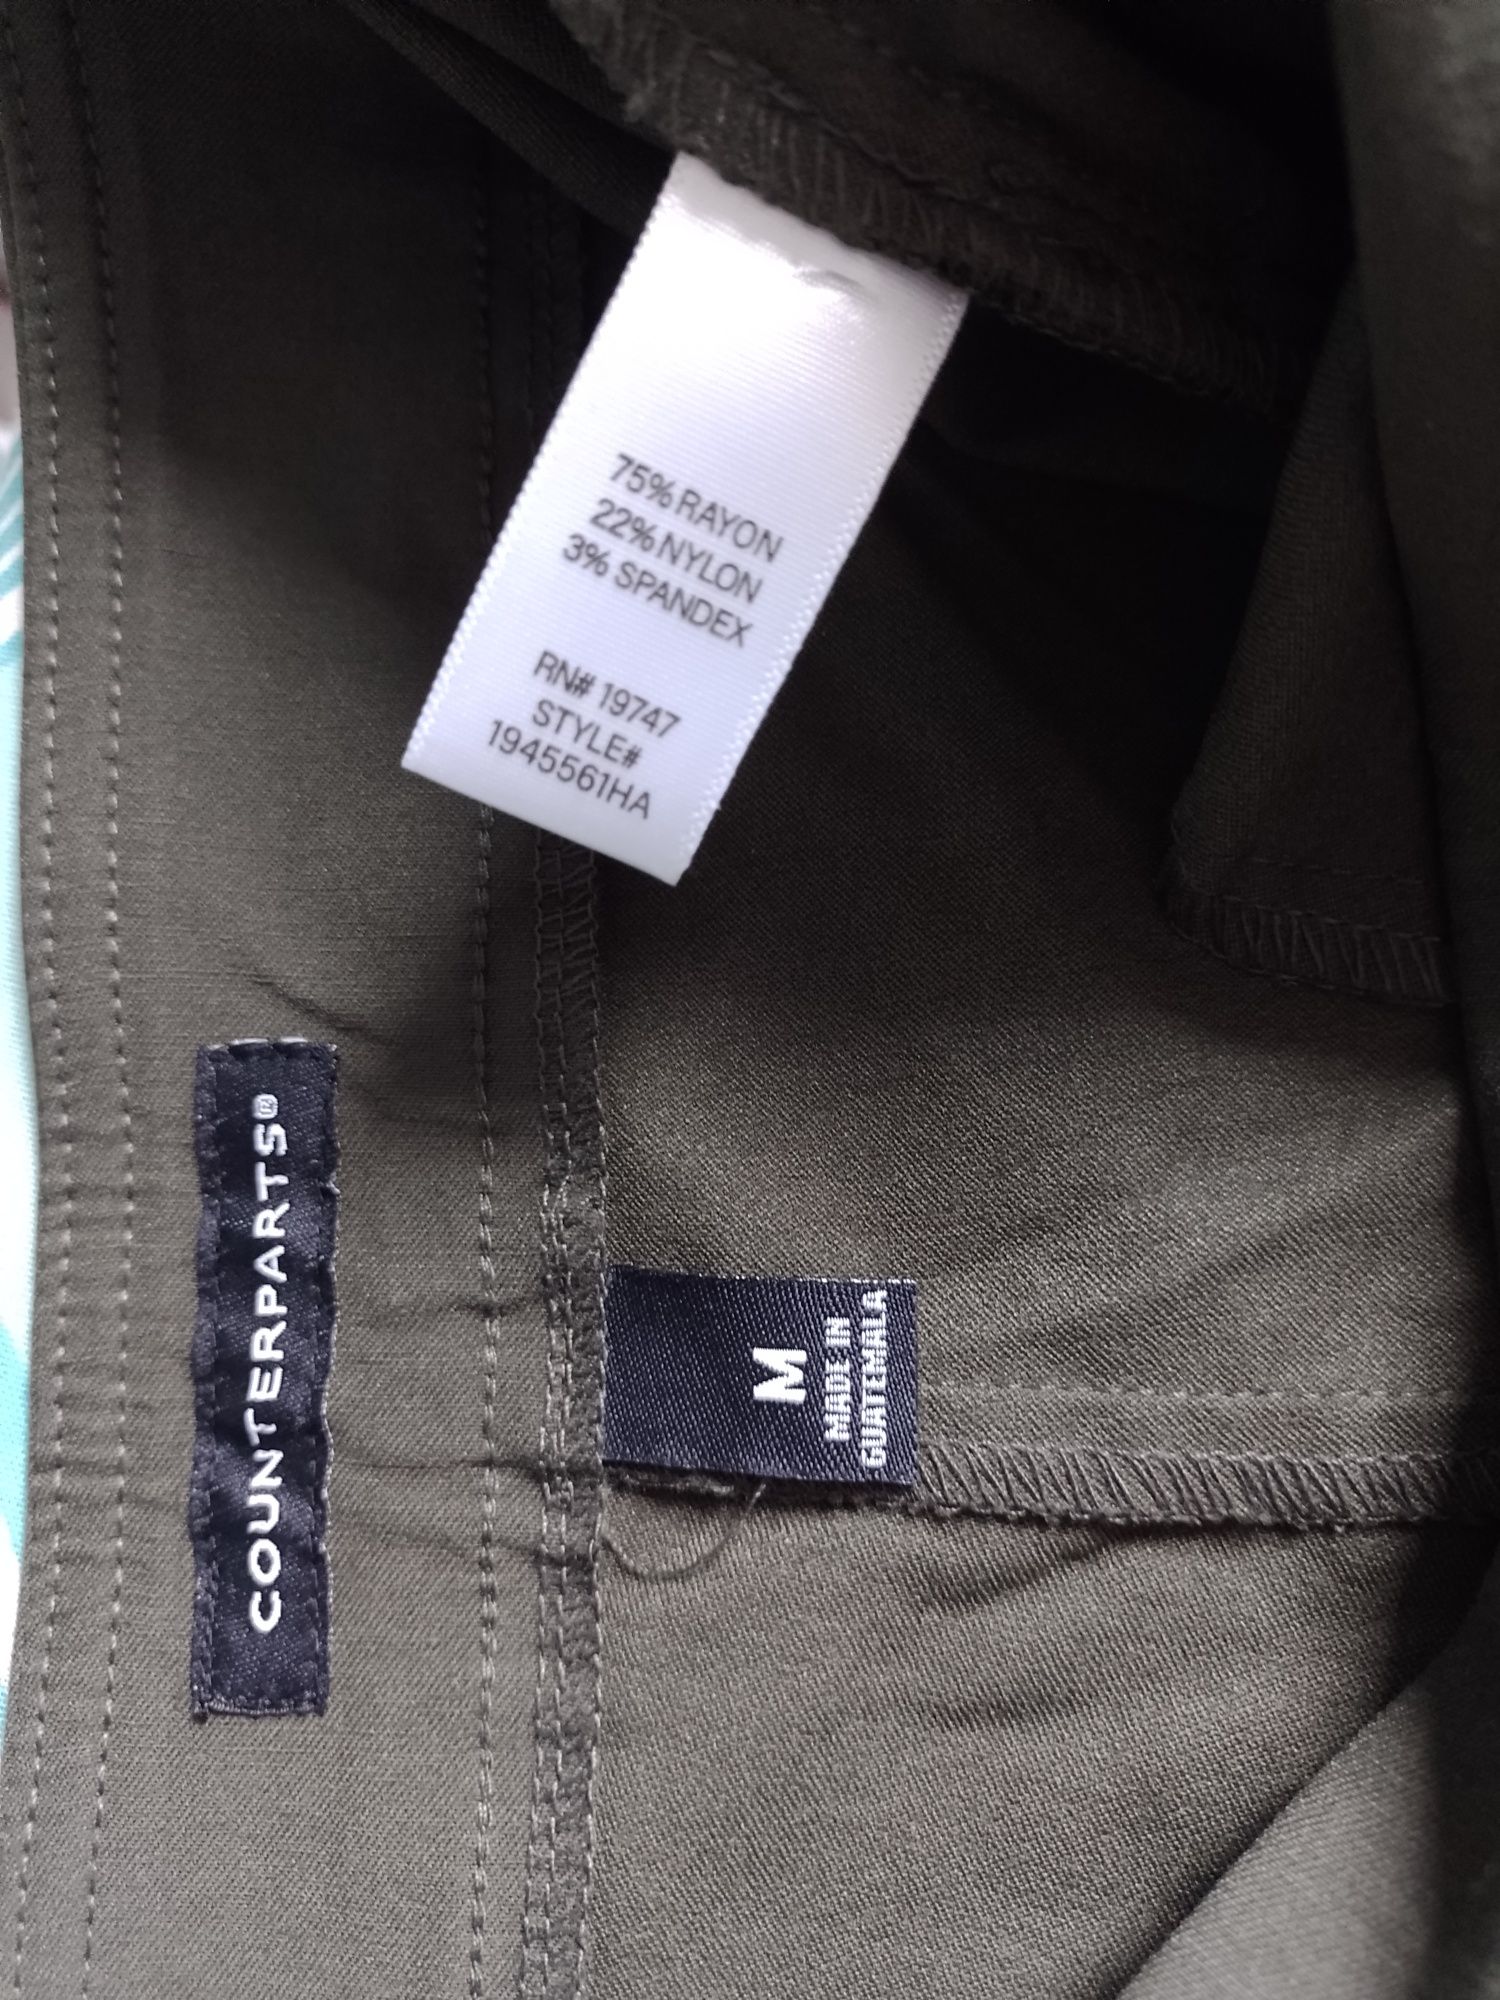 75% RAYON
22% NYLON
3% SPANDEX
RN# 19747
STYLE#
1945561HA
COUNTERPARTS®
M
MADE IN
GUATEMALA